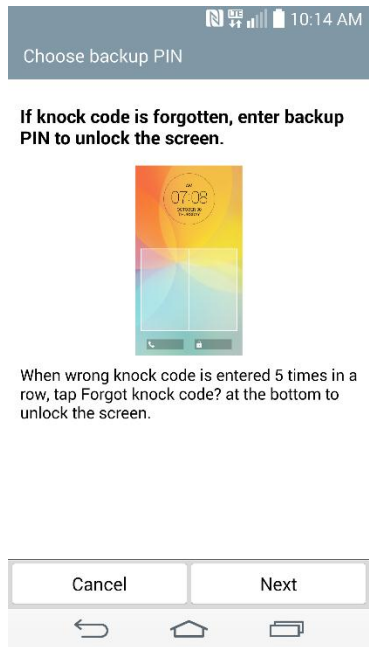 LTE 10:14 AM
Choose backup PIN
If knock code is forgotten, enter backup
PIN to unlock the screen.
AM
07:08
When wrong knock code is entered 5 times in a
row, tap Forgot knock code? at the bottom to
unlock the screen.
Cancel Next